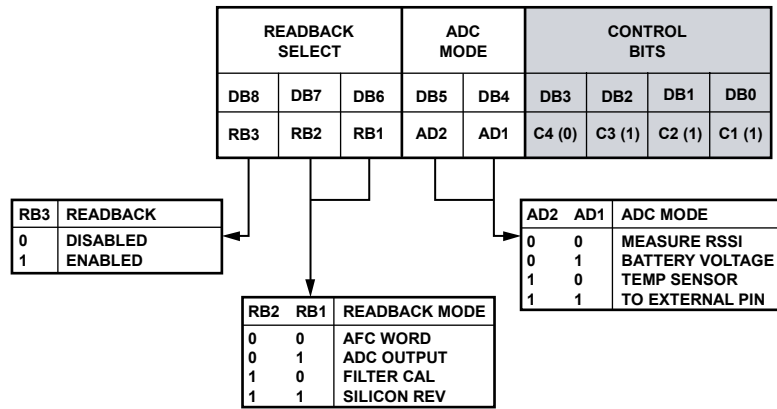 READBACK SELECT ADC MODE CONTROL BITS
DB8 DB7 DB6 DB5 DB4 DB3 DB2 DB1 DB0
RB3 RB2 RB1 AD2 AD1 C4 (0) C3 (1) C2 (1) C1 (1)
RB3 READBACK
0 DISABLED
1 ENABLED
RB2 RB1 READBACK MODE
0 0 AFC WORD
0 1 ADC OUTPUT
1 0 FILTER CAL
1 1 SILICON REV
AD2 AD1 ADC MODE
0 0 MEASURE RSSI
0 1 BATTERY VOLTAGE
1 0 TEMP SENSOR
1 1 TO EXTERNAL PIN